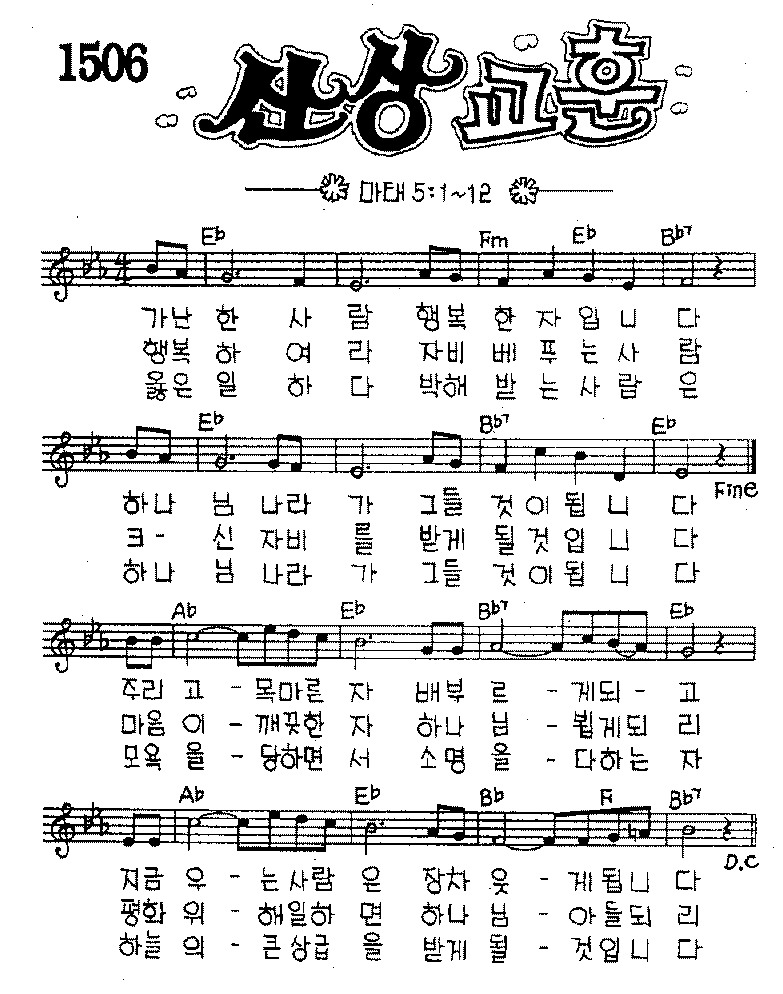 1506
산상교훈
마태 5:1~12
Eb Fm Eb Bb7
가난 한 사 람 행복 한 자 입 니 다
행복 하 여 라 자비 베 푸 는 사 람
옳은 일 하 다 박해 받 는 사 람 은
Eb Bb7 Eb
Fine
하나 님 나라 가 그들 것 이 됩 니 다
크- 신 자비 를 받게 될 것 입 니 다
하나 님 나라 가 그들 것 이 됩 니 다
Ab Eb Bb7 Eb
주리 고 - 목마른 자 배부 르 - 게되 - 고
마음 이 - 깨끗한 자 하나 님 - 뵙게되 리
모욕 을 - 당하면 서 소명 을 - 다하는 자
Ab Eb Bb F Bb7
D.C
지금 우 - 는사람 은 장차 웃 - 게됩니 다
평화 위 - 해일하 면 하나 님 - 아들되 리
하늘 의 - 큰상급 을 받게 될 - 것입니 다